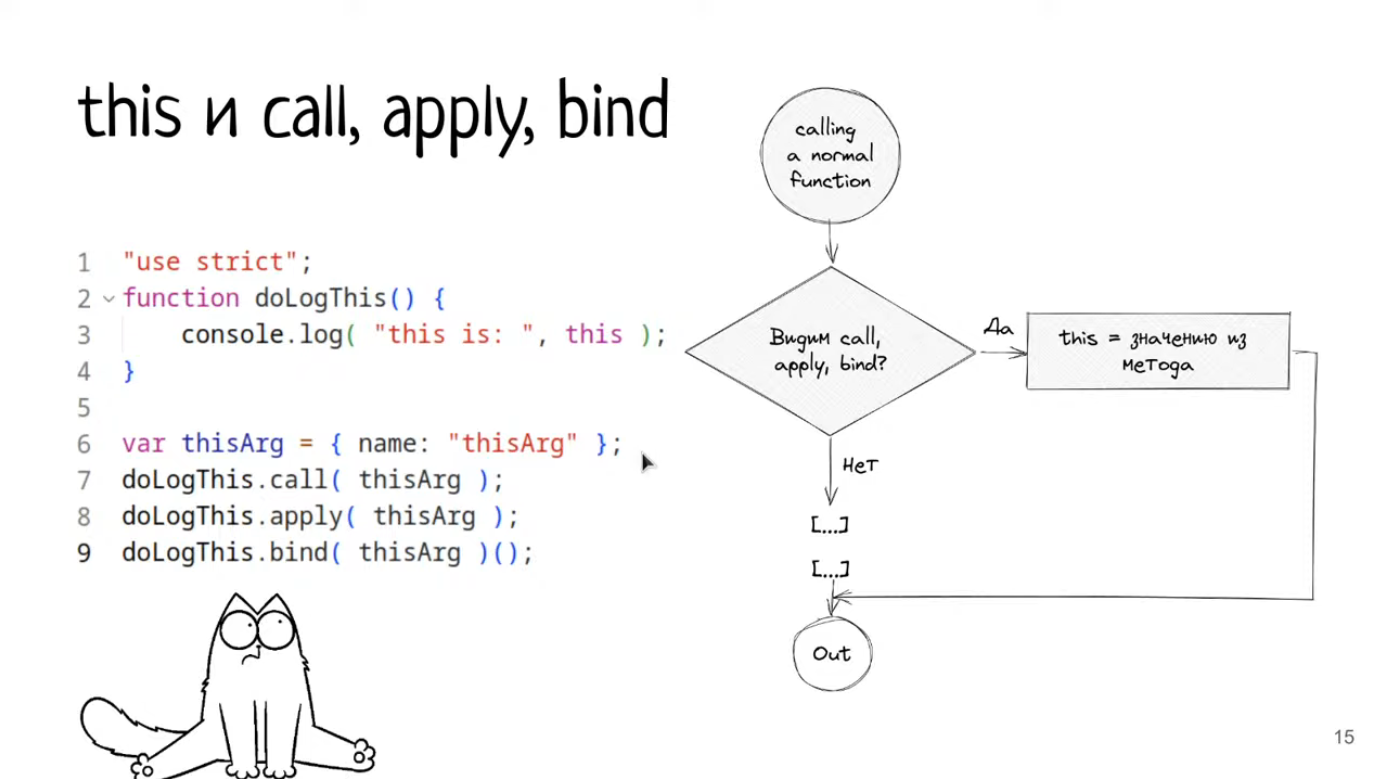 this и call, apply, bind
1 "use strict";
2 function doLogThis() {
3 console.log( "this is: ", this );
4 }
5
6 var thisArg = { name: "thisArg" };
7 doLogThis.call( thisArg );
8 doLogThis.apply( thisArg );
9 doLogThis.bind( thisArg )();
calling
a normal
function
Видим call,
apply, bind?
Да
this = значению из
метода
Нет
[...]
[...]
Out
15